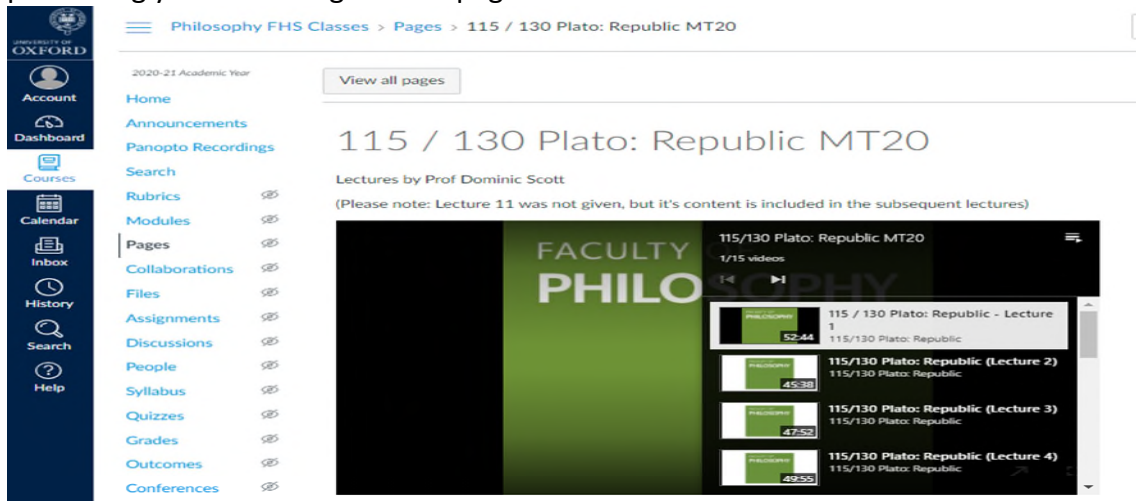 UNIVERSITY OF
OXFORD
Account
Dashboard
Courses
Calendar
Inbox
History
Search
Help
Philosophy FHS Classes > Pages > 115 / 130 Plato: Republic MT20
2020-21 Academic Year
Home
Announcements
Panopto Recordings
Search
Rubrics
Modules
Pages
Collaborations
Files
Assignments
Discussions
People
Syllabus
Quizzes
Grades
Outcomes
Conferences
View all pages
115 / 130 Plato: Republic MT20
Lectures by Prof Dominic Scott
(Please note: Lecture 11 was not given, but it's content is included in the subsequent lectures)
FACULTY OF
PHILOSOPHY
115/130 Plato: Republic MT20
1/15 videos
115 / 130 Plato: Republic - Lecture
1
115/130 Plato: Republic
PHILOSOPHY
52:44
115/130 Plato: Republic (Lecture 2)
115/130 Plato: Republic
PHILOSOPHY
45:38
115/130 Plato: Republic (Lecture 3)
115/130 Plato: Republic
PHILOSOPHY
47:52
115/130 Plato: Republic (Lecture 4)
115/130 Plato: Republic
PHILOSOPHY
49:55